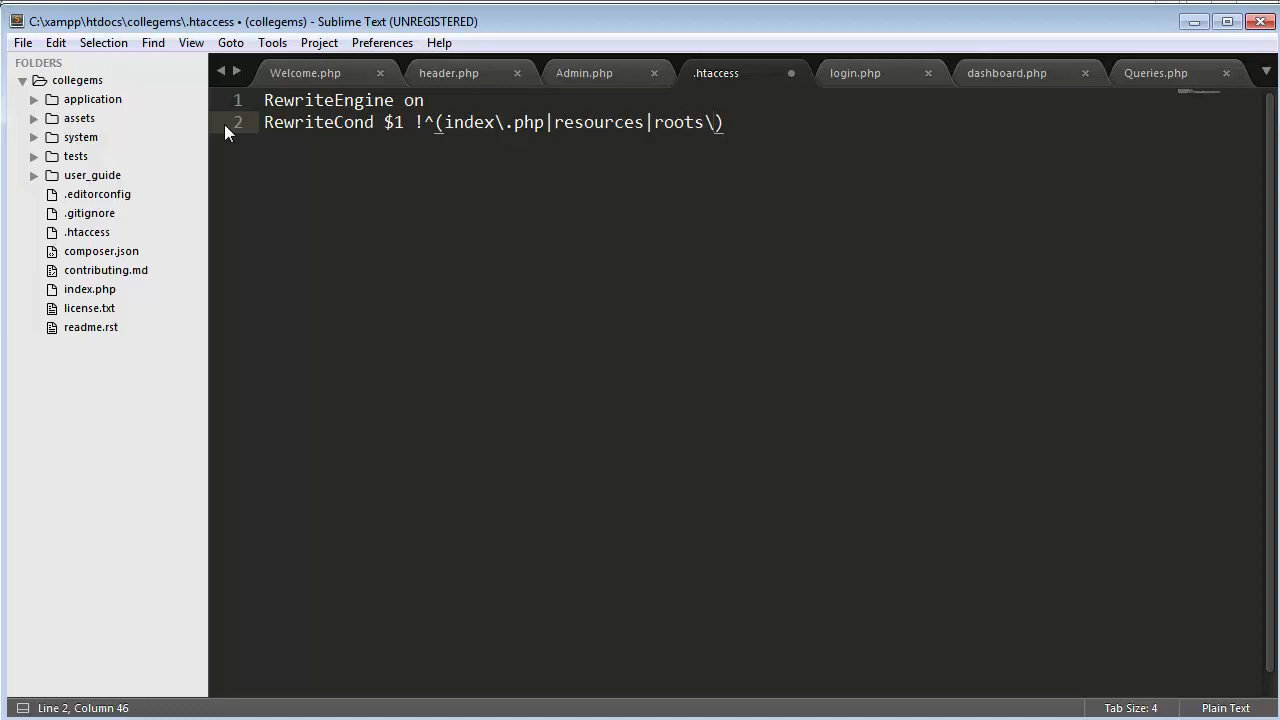 C:\xampp\htdocs\collegems\.htaccess • (collegems) - Sublime Text (UNREGISTERED)
File Edit Selection Find View Goto Tools Project Preferences Help
FOLDERS
collegems
application
assets
system
tests
user_guide
.editorconfig
.gitignore
.htaccess
composer.json
contributing.md
index.php
license.txt
readme.rst
Welcome.php × header.php × Admin.php × .htaccess login.php × dashboard.php × Queries.php ×
1 RewriteEngine on
2 RewriteCond $1 !^(index\.php|resources|roots\)
Line 2, Column 46
Tab Size: 4
Plain Text